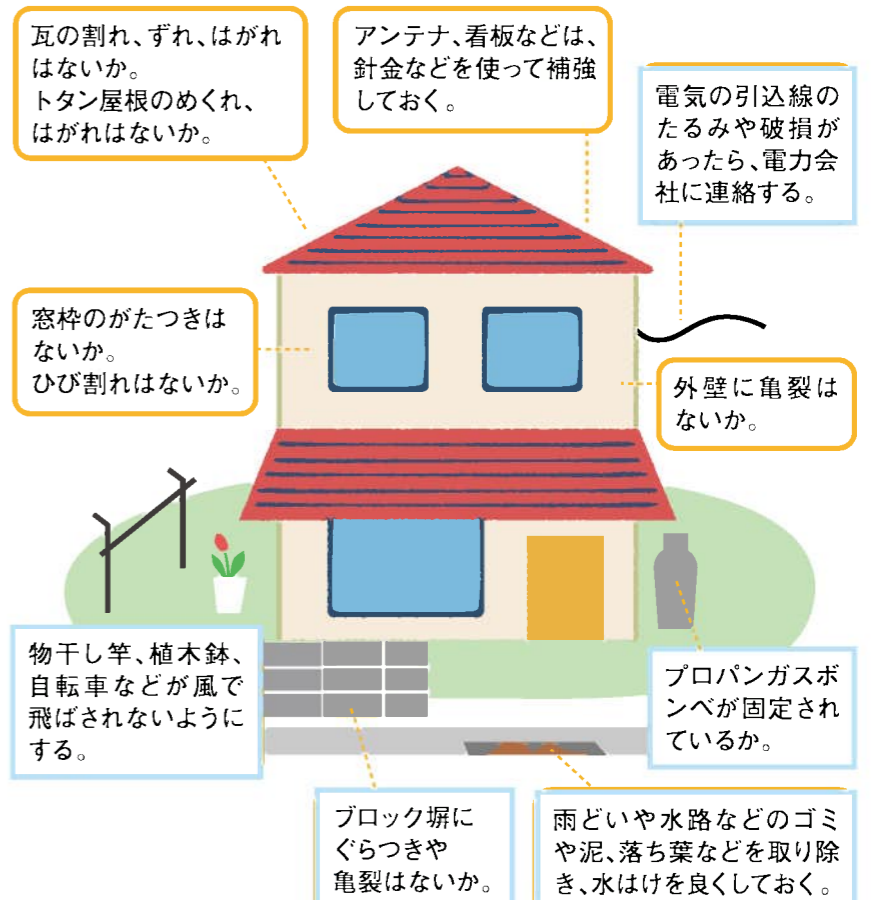 瓦の割れ、ずれ、はがれ
はないか。
トタン屋根のめくれ、
はがれはないか。
アンテナ、看板などは、
針金などを使って補強
しておく。
電気の引込線の
たるみや破損が
あったら、電力会
社に連絡する。
窓枠のがたつきは
ないか。
ひび割れはないか。
外壁に亀裂は
ないか。
物干し竿、植木鉢、
自転車などが風で
飛ばされないように
する。
プロパンガスボ
ンベが固定され
ているか。
ブロック塀に
ぐらつきや
亀裂はないか。
雨どいや水路などのゴミ
や泥、落ち葉などを取り除
き、水はけを良くしておく。